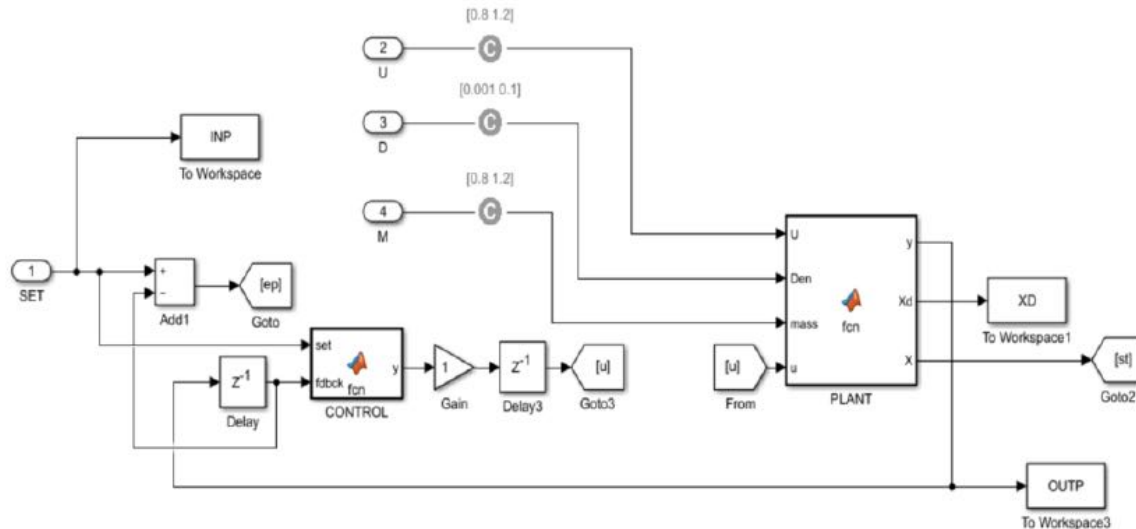 [0.8 1.2]
2
C
U
[0.001 0.1]
3
C
D
INP
To Workspace
[0.8 1.2]
4
C
M
U
y
1
SET
+
−
Add1
[ep]
Goto
Den
Xd
XD
To Workspace1
fcn
mass
X
[st]
Goto2
set
y
fcn
fdbck
CONTROL
1
Gain
Z-1
Delay3
[u]
Goto3
[u]
From
u
PLANT
Z-1
Delay
OUTP
To Workspace3